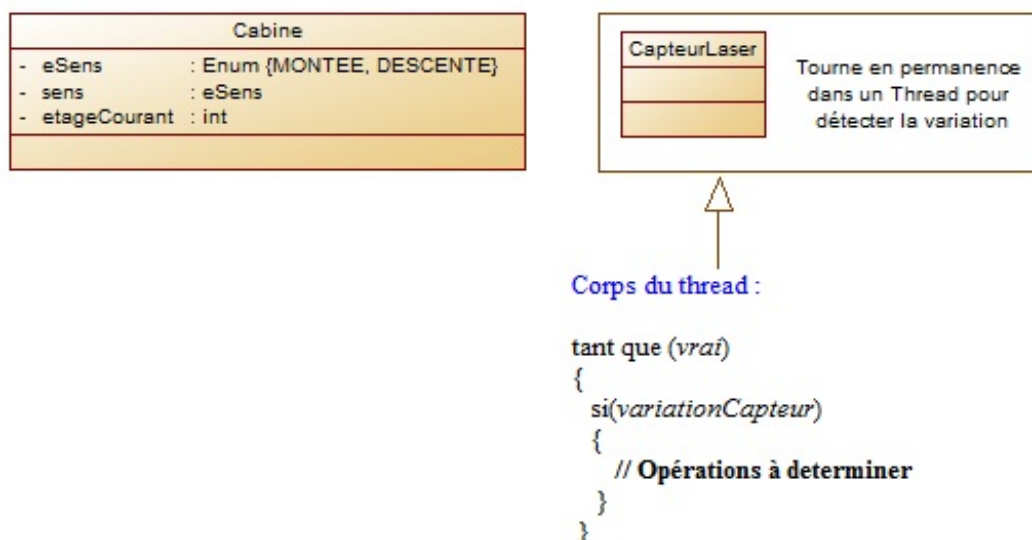 Cabine
- eSens : Enum {MONTEE, DESCENTE}
- sens : eSens
- etageCourant : int
CapteurLaser
Tourne en permanence
dans un Thread pour
détecter la variation
Corps du thread :
tant que (vrai)
{
si(variationCapteur)
{
// Opérations à determiner
}
}